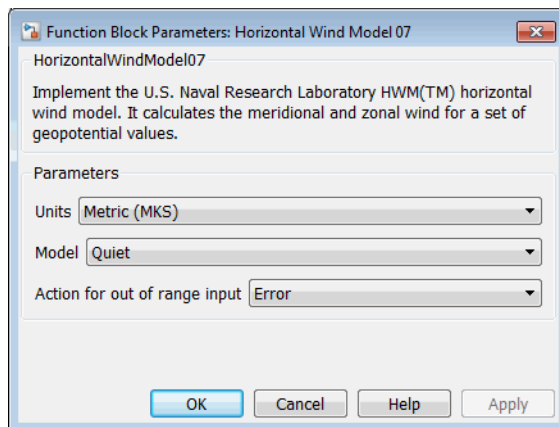 Function Block Parameters: Horizontal Wind Model 07
HorizontalWindModel07
Implement the U.S. Naval Research Laboratory HWM(TM) horizontal
wind model. It calculates the meridional and zonal wind for a set of
geopotential values.
Parameters
Units Metric (MKS)
Model Quiet
Action for out of range input Error
OK Cancel Help Apply